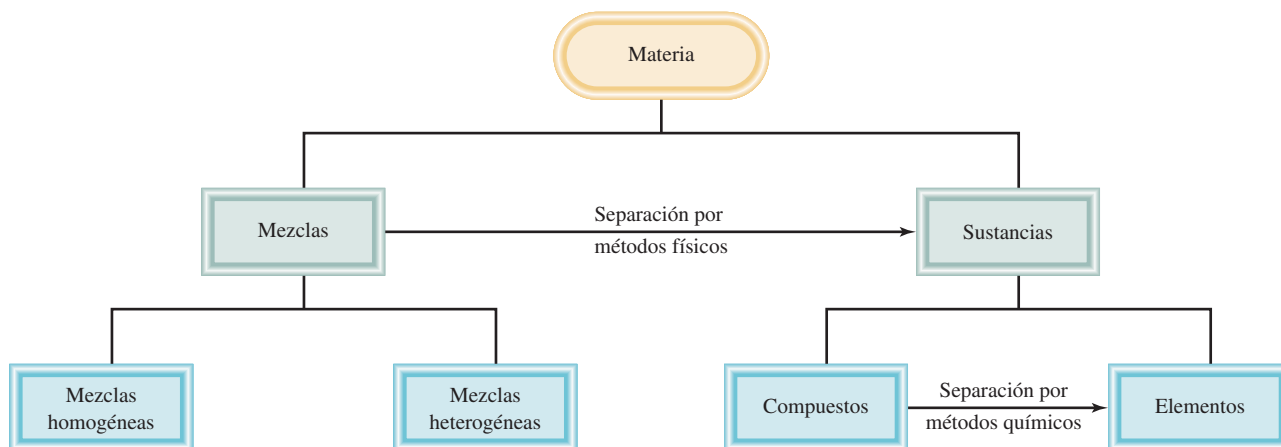 Materia
Mezclas
Separación por
métodos físicos
Sustancias
Mezclas
homogéneas
Mezclas
heterogéneas
Compuestos
Separación por
métodos químicos
Elementos